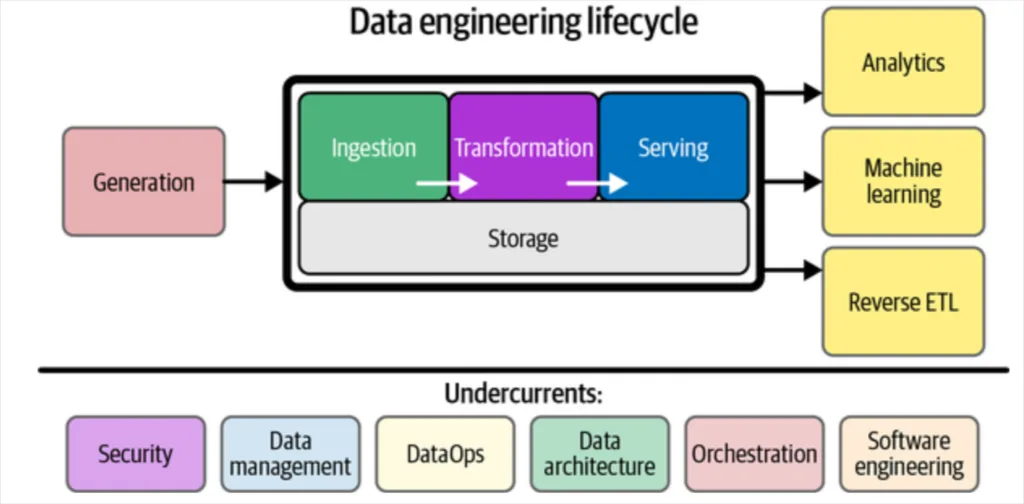 Data engineering lifecycle
Generation
Ingestion
Transformation
Serving
Storage
Analytics
Machine
learning
Reverse ETL
Undercurrents:
Security
Data
management
DataOps
Data
architecture
Orchestration
Software
engineering